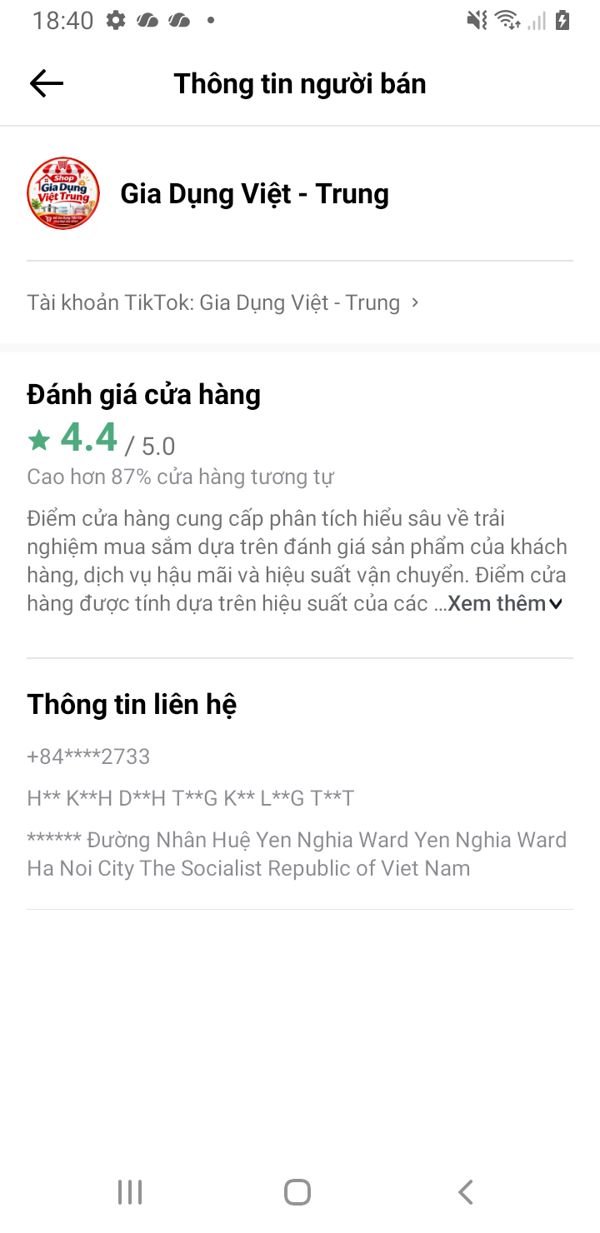 18:40
Thông tin người bán
Shop
Gia Dụng
Việt Trung
Gia Dụng Việt - Trung
Tài khoản TikTok: Gia Dụng Việt - Trung
Đánh giá cửa hàng
4.4 / 5.0
Cao hơn 87% cửa hàng tương tự
Điểm cửa hàng cung cấp phân tích hiểu sâu về trải
nghiệm mua sắm dựa trên đánh giá sản phẩm của khách
hàng, dịch vụ hậu mãi và hiệu suất vận chuyển. Điểm cửa
hàng được tính dựa trên hiệu suất của các ...Xem thêm
Thông tin liên hệ
+84****2733
H** K**H D**H T**G K** L**G T**T
****** Đường Nhân Huệ Yen Nghia Ward Yen Nghia Ward
Ha Noi City The Socialist Republic of Viet Nam